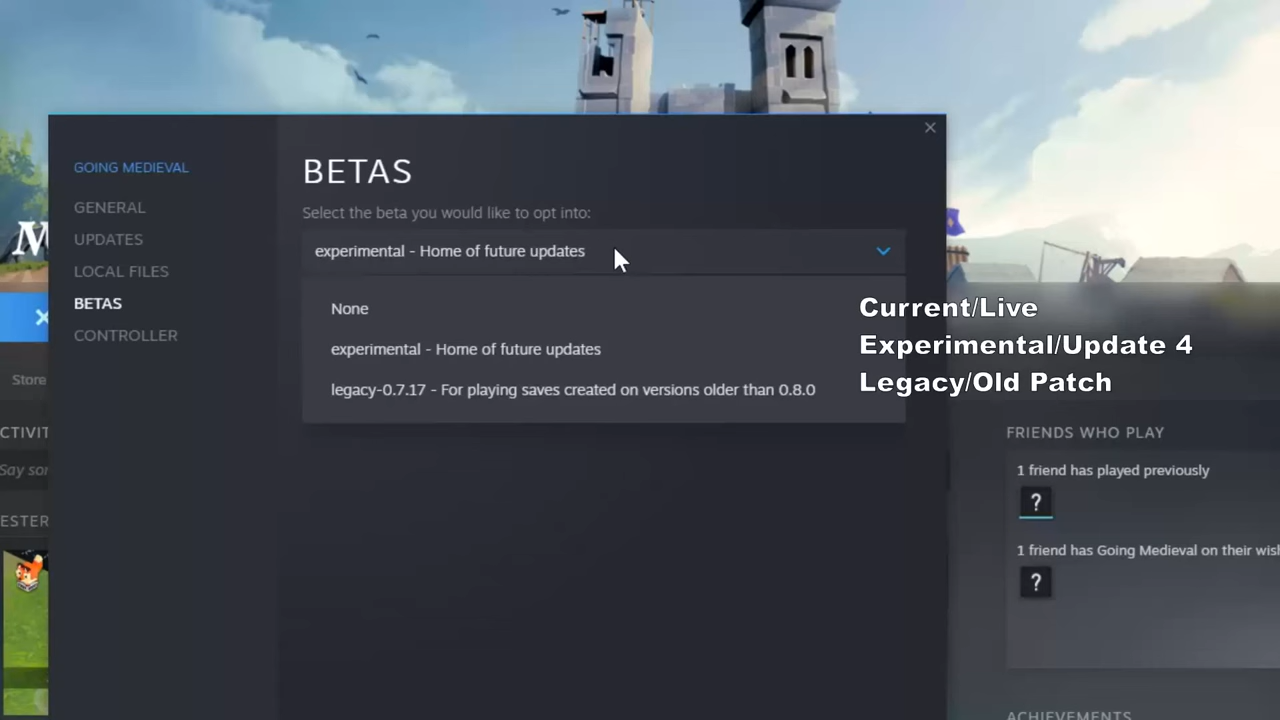 GOING MEDIEVAL
GENERAL
UPDATES
LOCAL FILES
BETAS
CONTROLLER
BETAS
Select the beta you would like to opt into:
experimental - Home of future updates
None
experimental - Home of future updates
legacy-0.7.17 - For playing saves created on versions older than 0.8.0
Current/Live
Experimental/Update 4
Legacy/Old Patch
Store
FRIENDS WHO PLAY
1 friend has played previously
?
1 friend has Going Medieval on their
?
ACHIEVEMENTS